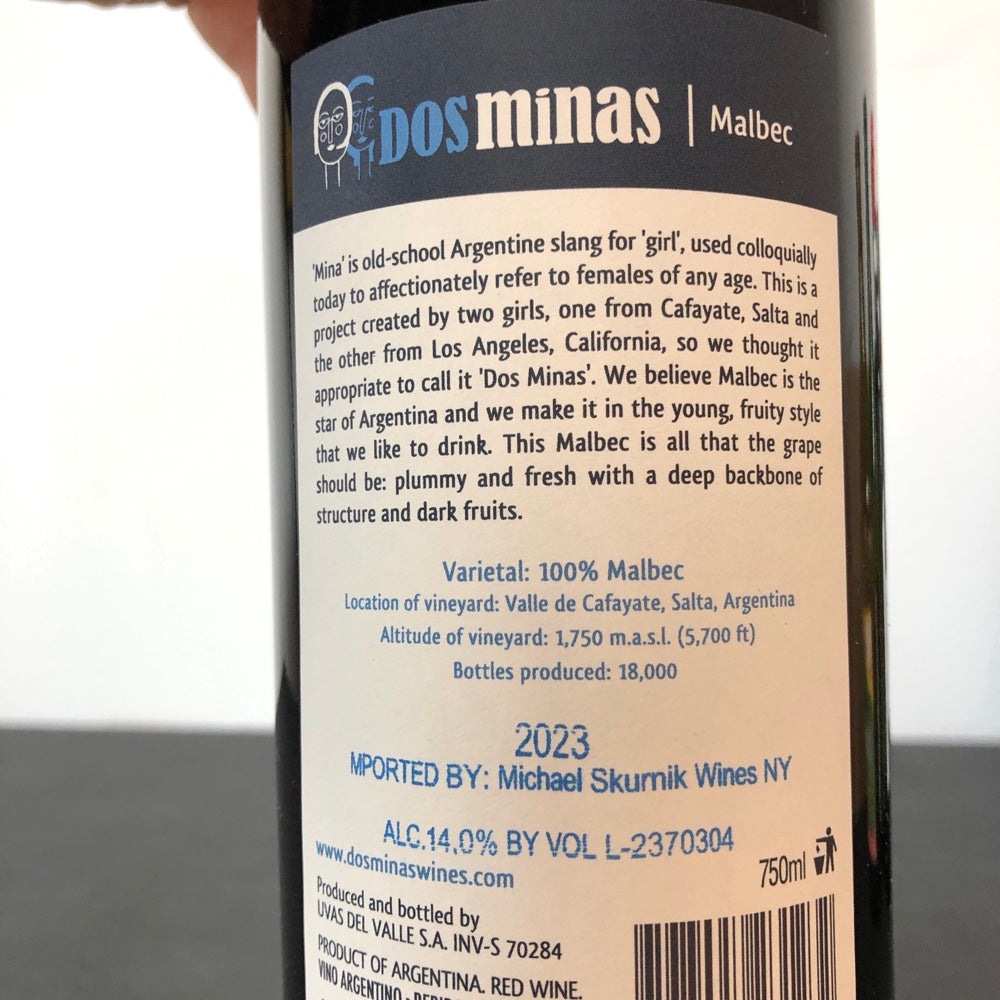 DOS minas | Malbec
'Mina' is old-school Argentine slang for 'girl', used colloquially
today to affectionately refer to females of any age. This is a
project created by two girls, one from Cafayate, Salta and
the other from Los Angeles, California, so we thought it
appropriate to call it 'Dos Minas'. We believe Malbec is the
star of Argentina and we make it in the young, fruity style
that we like to drink. This Malbec is all that the grape
should be: plummy and fresh with a deep backbone of
structure and dark fruits.
Varietal: 100% Malbec
Location of vineyard: Valle de Cafayate, Salta, Argentina
Altitude of vineyard: 1,750 m.a.s.l. (5,700 ft)
Bottles produced: 18,000
2023
MPORTED BY: Michael Skurnik Wines NY
ALC.14,0% BY VOL L-2370304
www.dosminaswines.com
750ml
Produced and bottled by
UVAS DEL VALLE S.A. INV-S 70284
PRODUCT OF ARGENTINA. RED WINE.
VINO ARGENTINO -